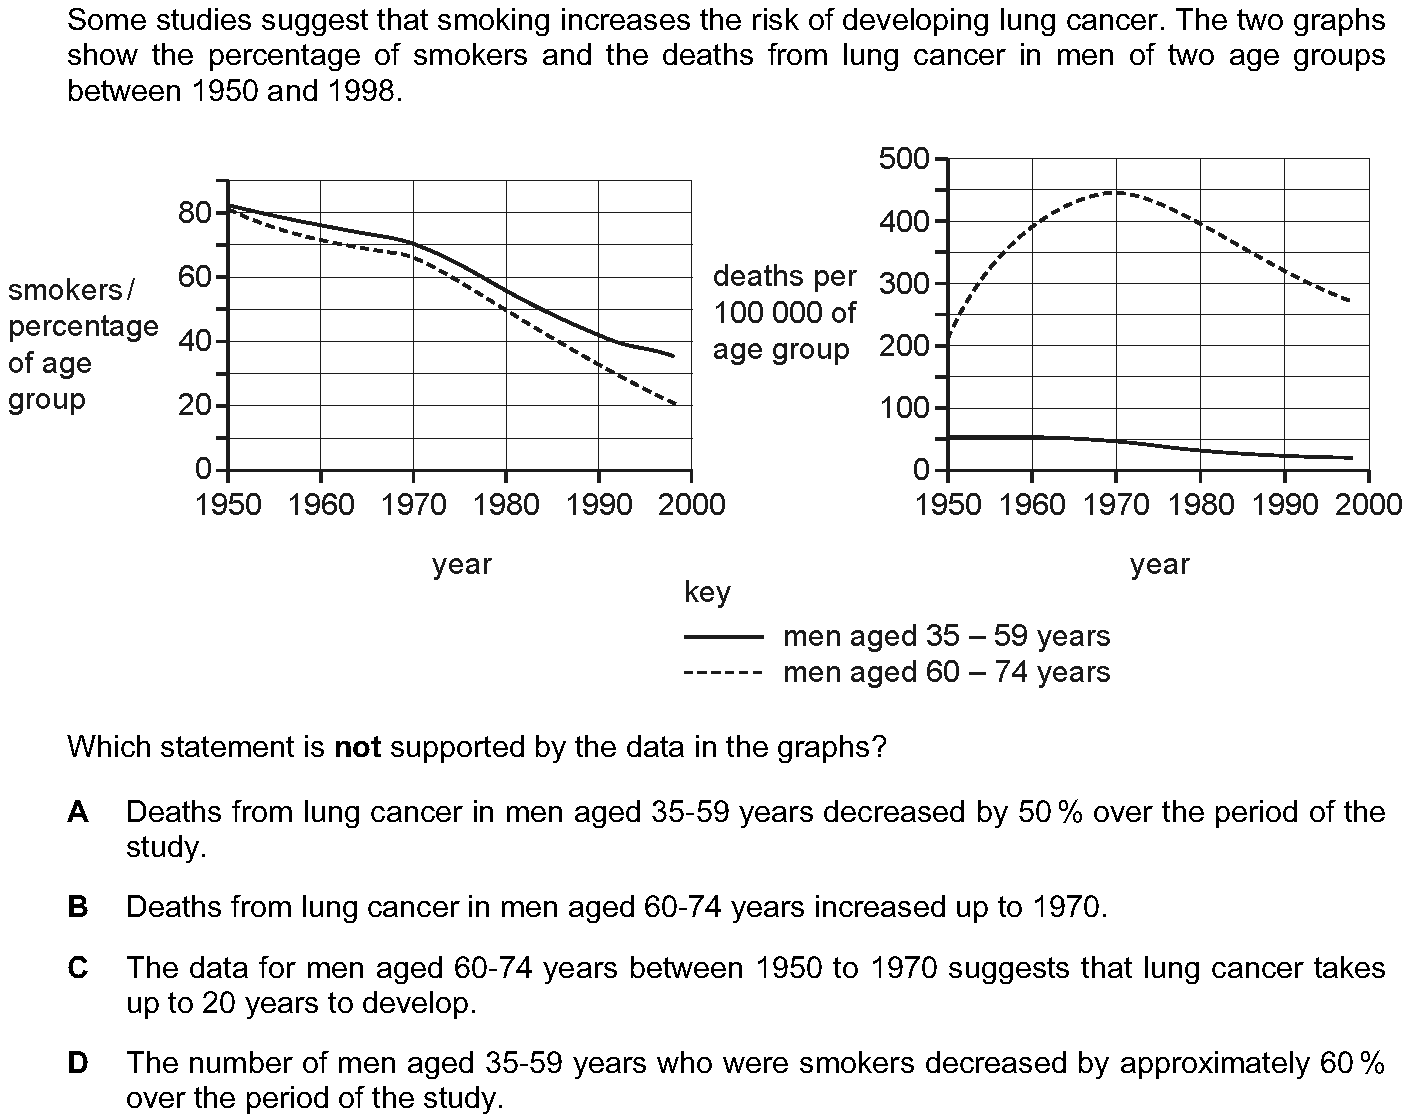 Some studies suggest that smoking increases the risk of developing lung cancer. The two graphs
show the percentage of smokers and the deaths from lung cancer in men of two age groups
between 1950 and 1998.
smokers/
percentage
of age
group
80
60
40
20
0
1950 1960 1970 1980 1990 2000
year
deaths per
100 000 of
age group
500
400
300
200
100
0
1950 1960 1970 1980 1990 2000
year
key
men aged 35 – 59 years
men aged 60 – 74 years
Which statement is not supported by the data in the graphs?
A Deaths from lung cancer in men aged 35-59 years decreased by 50 % over the period of the
study.
B Deaths from lung cancer in men aged 60-74 years increased up to 1970.
C The data for men aged 60-74 years between 1950 to 1970 suggests that lung cancer takes
up to 20 years to develop.
D The number of men aged 35-59 years who were smokers decreased by approximately 60 %
over the period of the study.